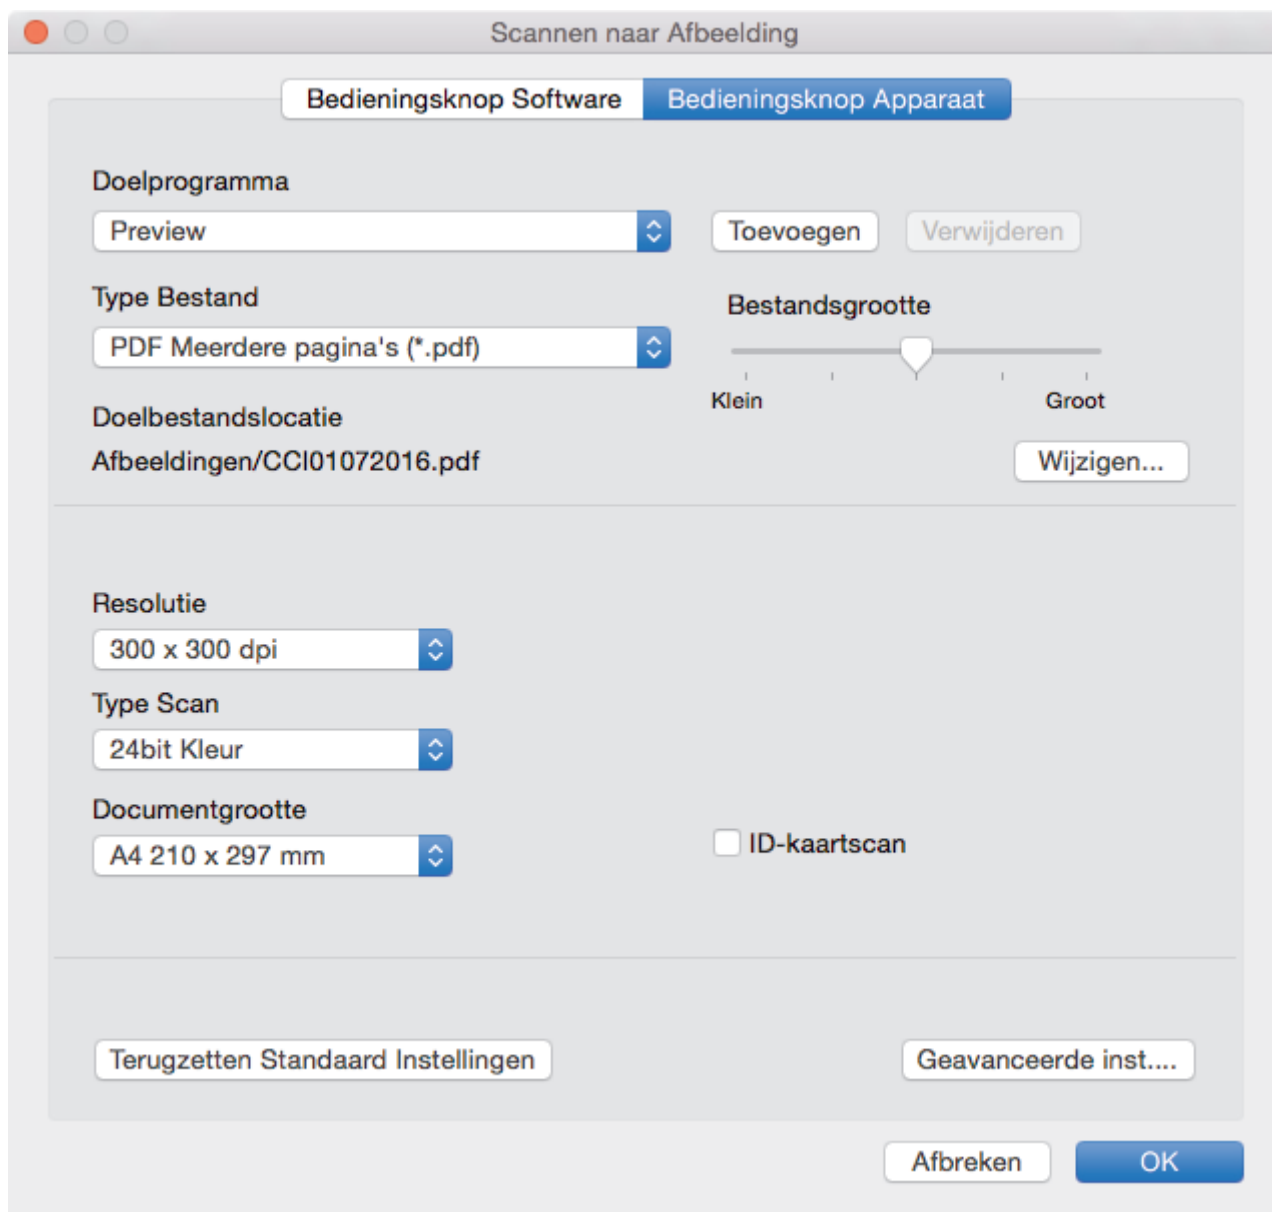 Scannen naar Afbeelding
Bedieningsknop Software
Bedieningsknop Apparaat
Doelprogramma
Preview
Toevoegen
Verwijderen
Type Bestand
Bestandsgrootte
PDF Meerdere pagina's (*.pdf)
Klein
Groot
Doelbestandslocatie
Afbeeldingen/CCI01072016.pdf
Wijzigen...
Resolutie
300 x 300 dpi
Type Scan
24bit Kleur
Documentgrootte
A4 210 x 297 mm
ID-kaartscan
Terugzetten Standaard Instellingen
Geavanceerde inst....
Afbreken
OK